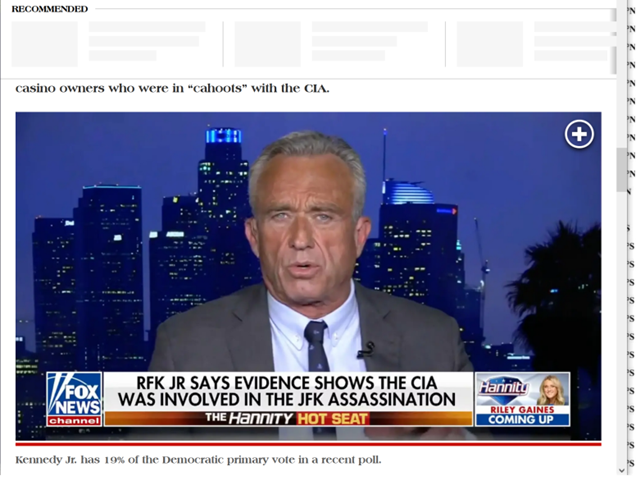 RECOMMENDED
casino owners who were in “cahoots” with the CIA.
FOX
NEWS
channel
RFK JR SAYS EVIDENCE SHOWS THE CIA
WAS INVOLVED IN THE JFK ASSASSINATION
THE HANNITY HOT SEAT
Hannity
RILEY GAINES
COMING UP
Kennedy Jr. has 19% of the Democratic primary vote in a recent poll.